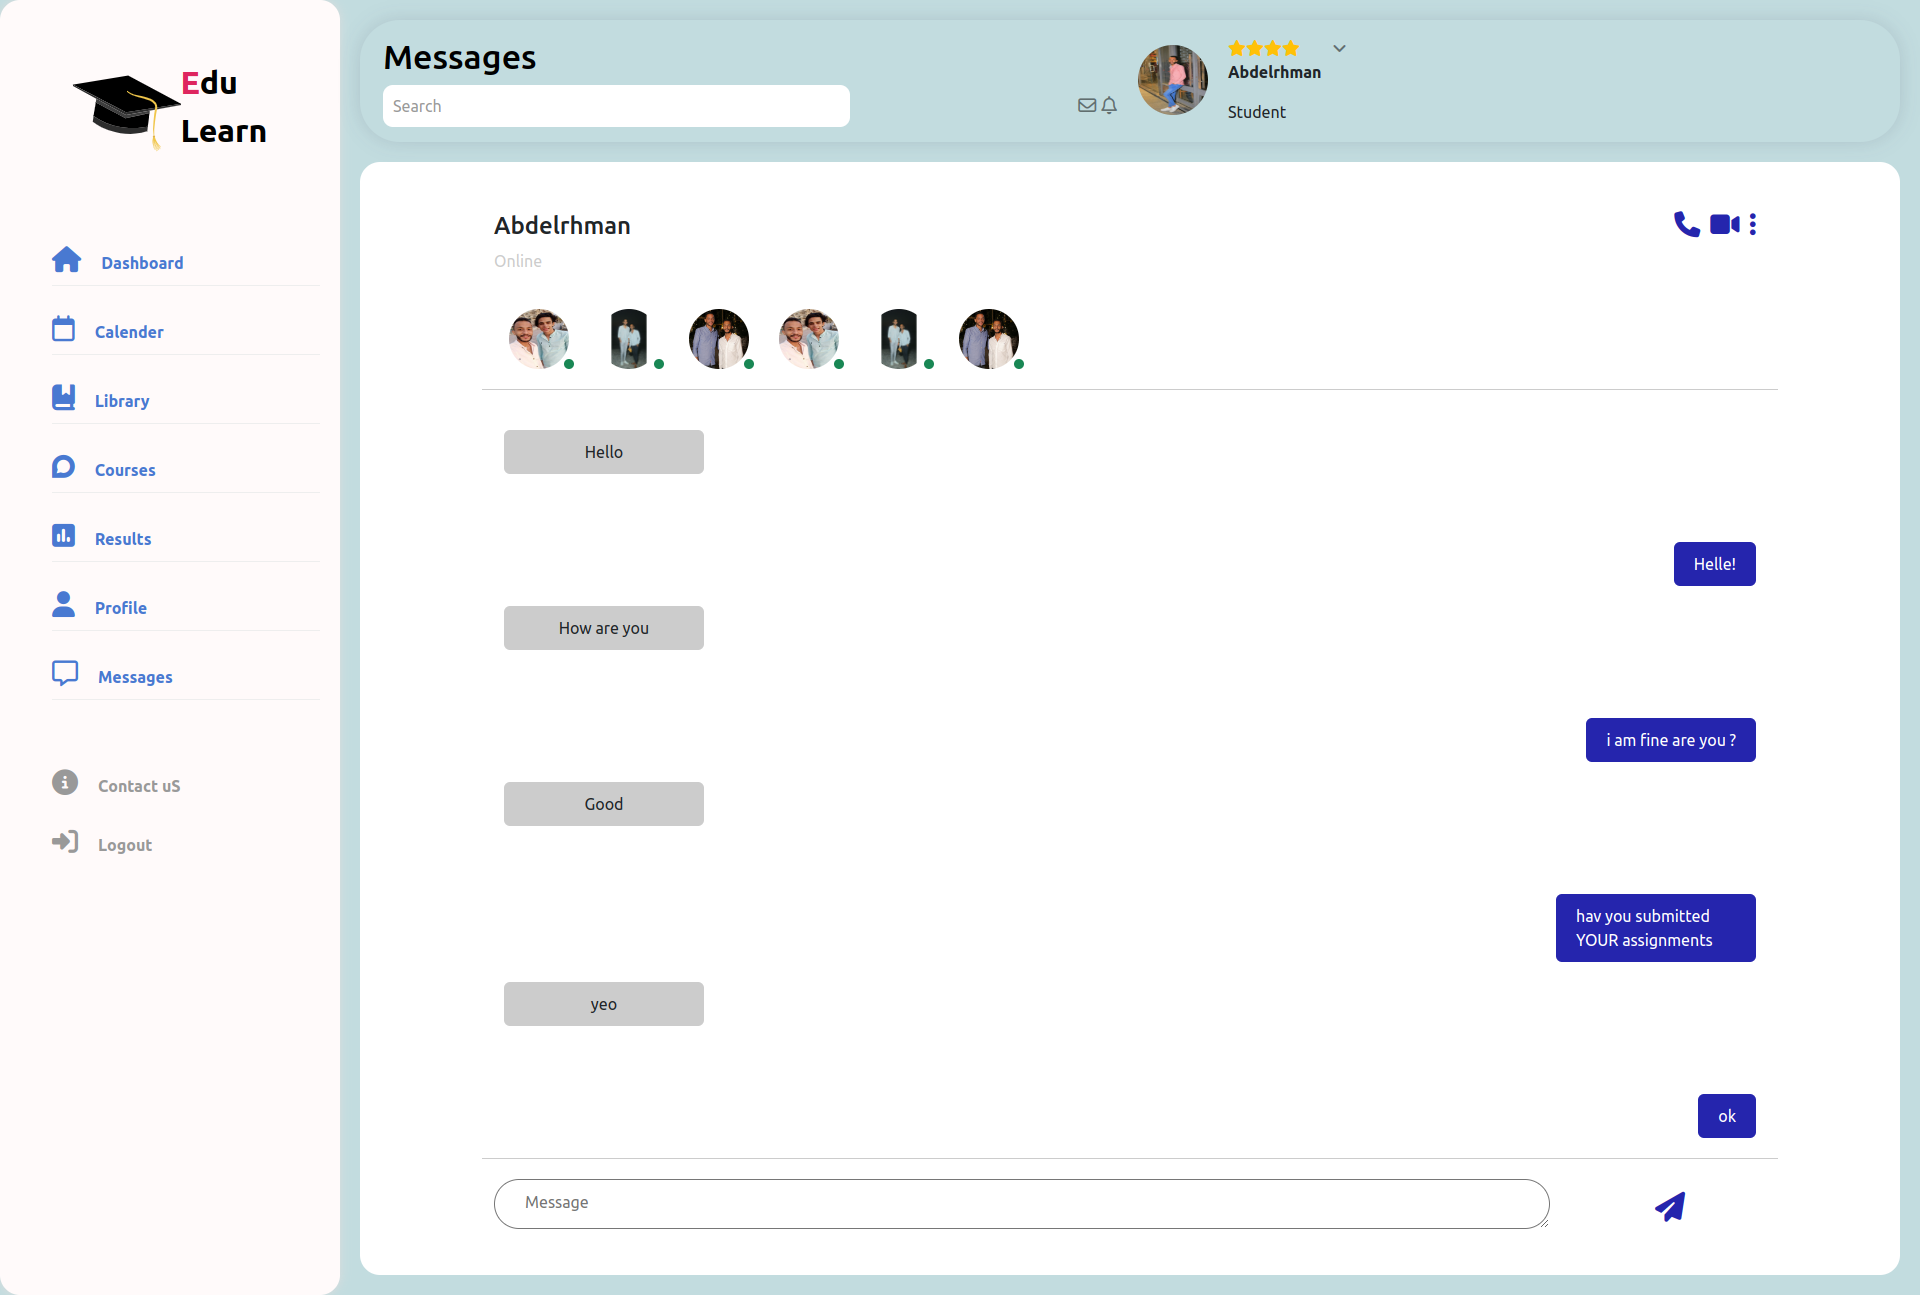 Edu
Learn
Dashboard
Calender
Library
Courses
Results
Profile
Messages
Contact uS
Logout
Messages
Search
Abdelrhman
Student
Abdelrhman
Online
Hello
Helle!
How are you
i am fine are you ?
Good
hav you submitted
YOUR assignments
yeo
ok
Message